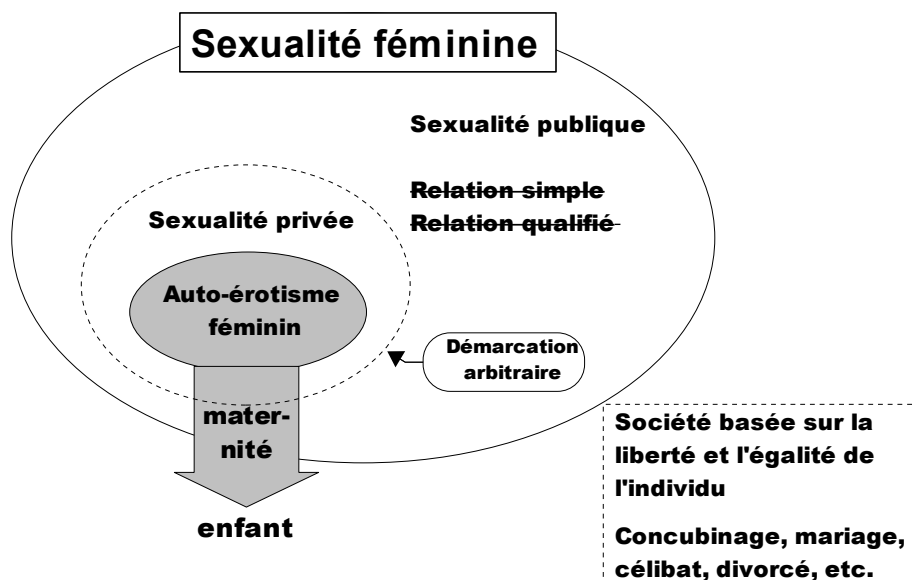 Sexualité féminine
Sexualité publique
Relation simple
Relation qualifié
Sexualité privée
Auto-érotisme
féminin
Démarcation
arbitraire
mater-
nité
enfant
Société basée sur la
liberté et l'égalité de
l'individu
Concubinage, mariage,
célibat, divorcé, etc.